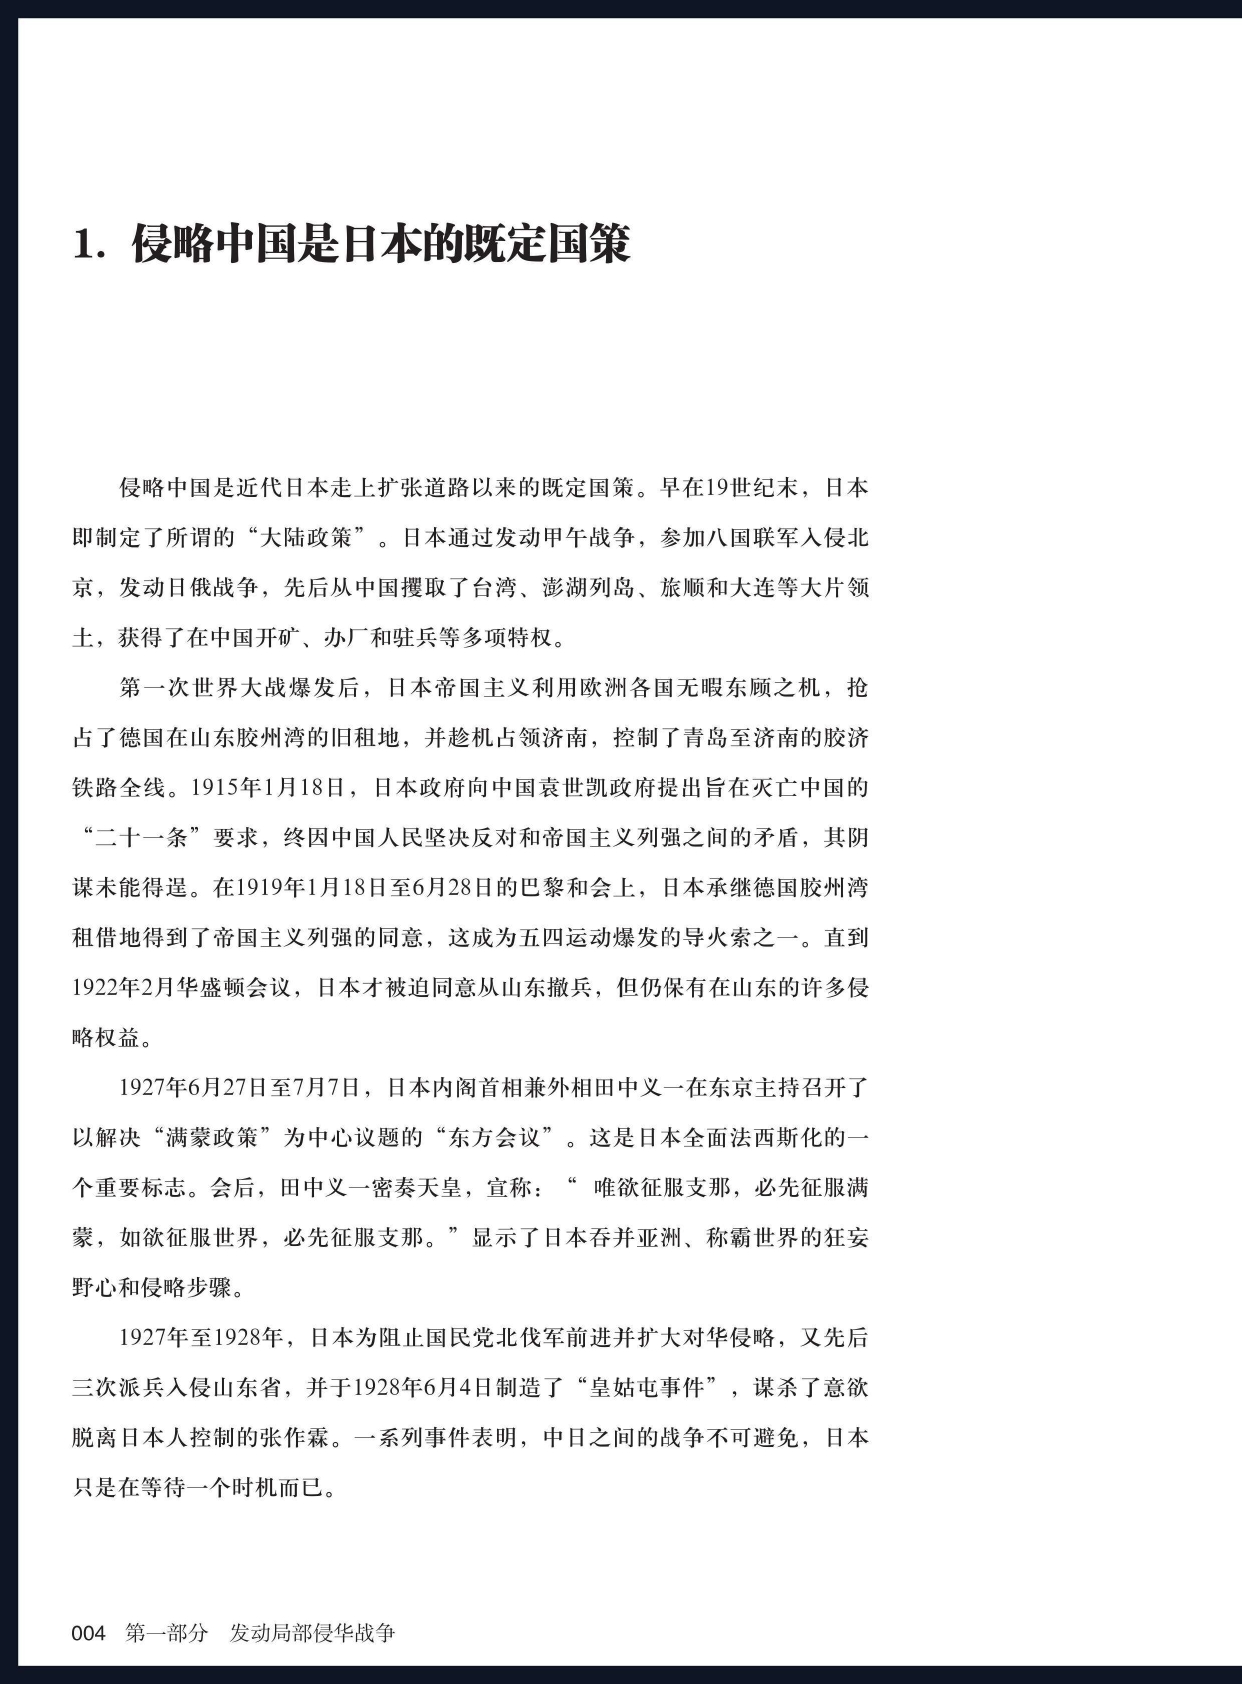 1. 侵略中国是日本的既定国策
侵略中国是近代日本走上扩张道路以来的既定国策。早在19世纪末，日本
即制定了所谓的“大陆政策”。日本通过发动甲午战争，参加八国联军入侵北
京，发动日俄战争，先后从中国攫取了台湾、澎湖列岛、旅顺和大连等大片领
土，获得了在中国开矿、办厂和驻兵等多项特权。
第一次世界大战爆发后，日本帝国主义利用欧洲各国无暇东顾之机，抢
占了德国在山东胶州湾的旧租地，并趁机占领济南，控制了青岛至济南的胶济
铁路全线。1915年1月18日，日本政府向中国袁世凯政府提出旨在灭亡中国的
“二十一条”要求，终因中国人民坚决反对和帝国主义列强之间的矛盾，其阴
谋未能得逞。在1919年1月18日至6月28日的巴黎和会上，日本承继德国胶州湾
租借地得到了帝国主义列强的同意，这成为五四运动爆发的导火索之一。直到
1922年2月华盛顿会议，日本才被迫同意从山东撤兵，但仍保有在山东的许多侵
略权益。
1927年6月27日至7月7日，日本内阁首相兼外相田中义一在东京主持召开了
以解决“满蒙政策”为中心议题的“东方会议”。这是日本全面法西斯化的一
个重要标志。会后，田中义一密奏天皇，宣称：“ 唯欲征服支那，必先征服满
蒙，如欲征服世界，必先征服支那。”显示了日本吞并亚洲、称霸世界的狂妄
野心和侵略步骤。
1927年至1928年，日本为阻止国民党北伐军前进并扩大对华侵略，又先后
三次派兵入侵山东省，并于1928年6月4日制造了“皇姑屯事件”，谋杀了意欲
脱离日本人控制的张作霖。一系列事件表明，中日之间的战争不可避免，日本
只是在等待一个时机而已。
004 第一部分 发动局部侵华战争